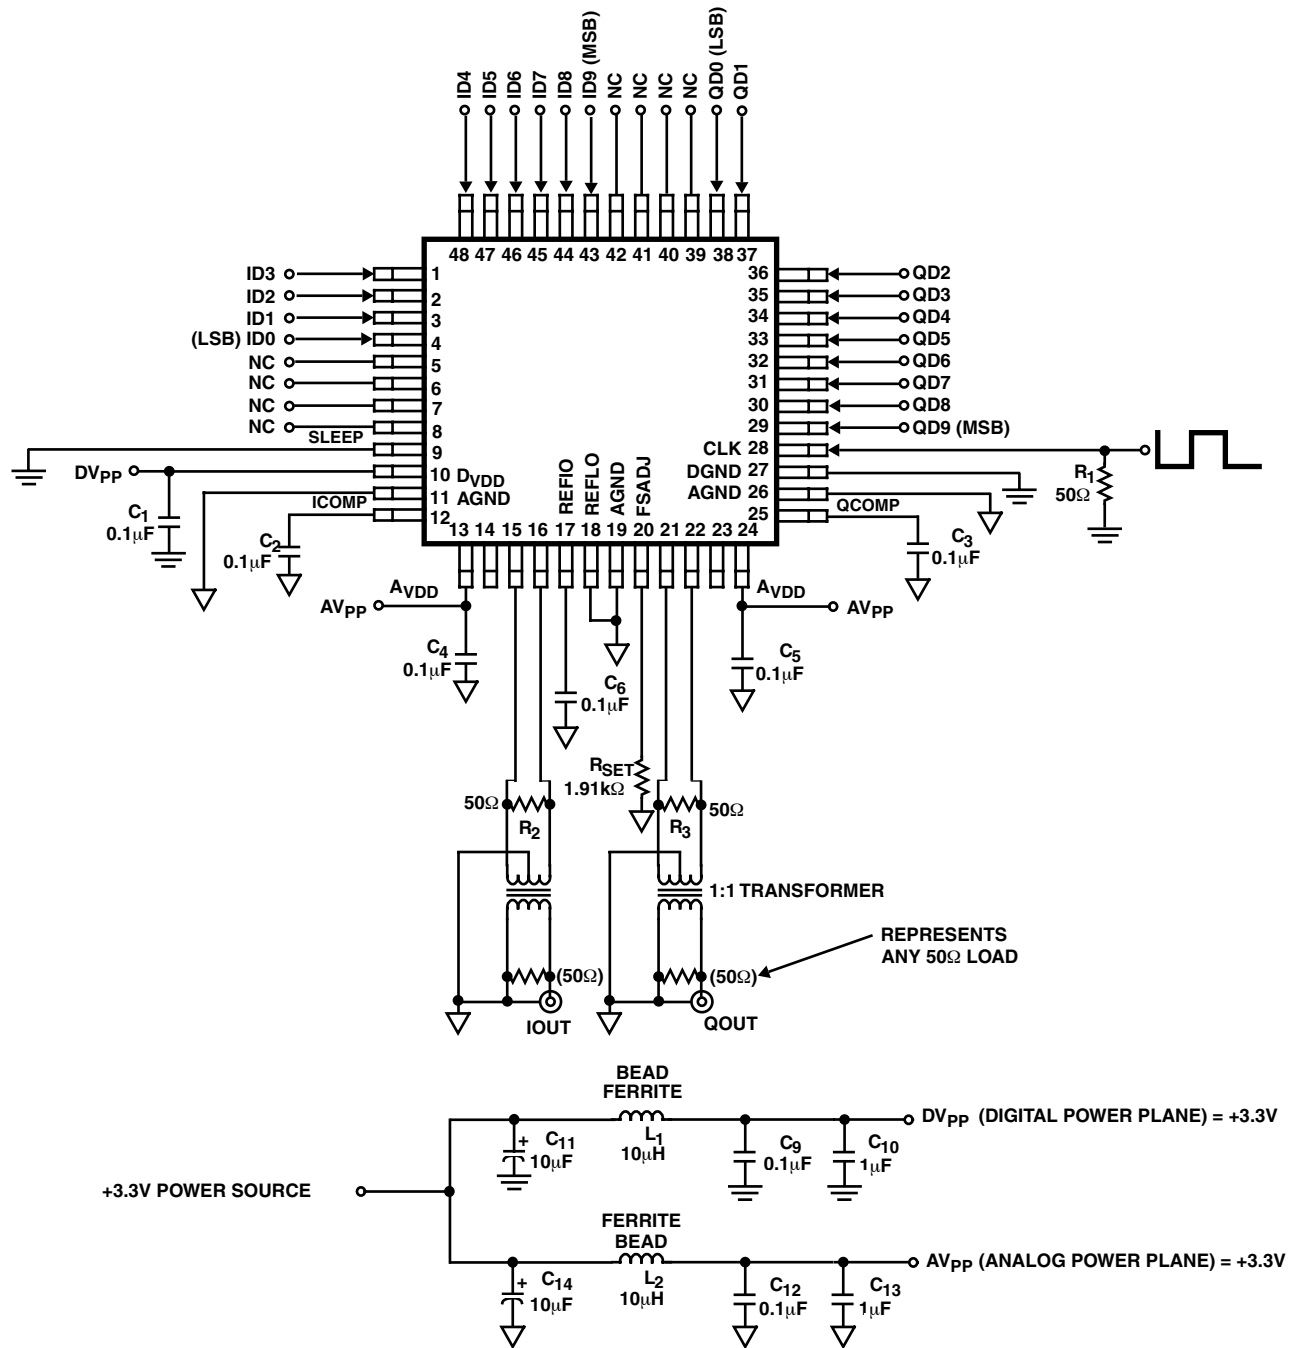 ID4
ID5
ID6
ID7
ID8
ID9 (MSB)
NC
NC
NC
NC
QD0 (LSB)
QD1
48 47 46 45 44 43 42 41 40 39 38 37
ID3
ID2
ID1
(LSB) ID0
NC
NC
NC
NC
SLEEP
DVPP
ICOMP
1
2
3
4
5
6
7
8
9
10 DVDD
11 AGND
12
13 14 15 16 17 18 19 20 21 22 23 24
REFIO
REFLO
AGND
FSADJ
36
35
34
33
32
31
30
29
CLK 28
DGND 27
AGND 26
25
QD2
QD3
QD4
QD5
QD6
QD7
QD8
QD9 (MSB)
QCOMP
R1
50Ω
C1
0.1µF
C2
0.1µF
C3
0.1µF
AVDD
AVPP
C4
0.1µF
C6
0.1µF
AVDD
AVPP
C5
0.1µF
RSET
1.91kΩ
50Ω
R2
R3
50Ω
1:1 TRANSFORMER
REPRESENTS
ANY 50Ω LOAD
(50Ω)
(50Ω)
IOUT
QOUT
BEAD
FERRITE
+
C11
10µF
L1
10µH
C9
0.1µF
C10
1µF
DVPP (DIGITAL POWER PLANE) = +3.3V
+3.3V POWER SOURCE
FERRITE
BEAD
+
C14
10µF
L2
10µH
C12
0.1µF
C13
1µF
AVPP (ANALOG POWER PLANE) = +3.3V